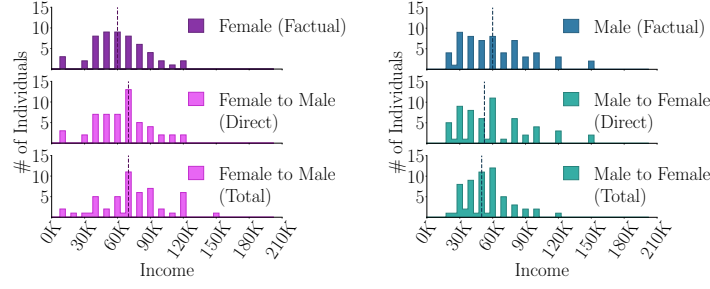 15
10
5
Female (Factual)
15
10
5
Female to Male
(Direct)
15
10
5
Female to Male
(Total)
# of Individuals
0K
30K
60K
90K
120K
150K
180K
210K
Income
15
10
5
Male (Factual)
15
10
5
Male to Female
(Direct)
15
10
5
Male to Female
(Total)
# of Individuals
0K
30K
60K
90K
120K
150K
180K
210K
Income